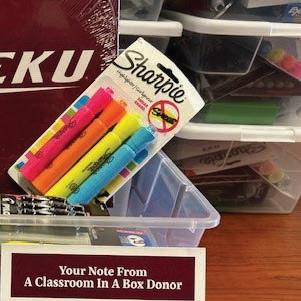 EKU
Sharpie
Your Note From
A Classroom In A Box Donor